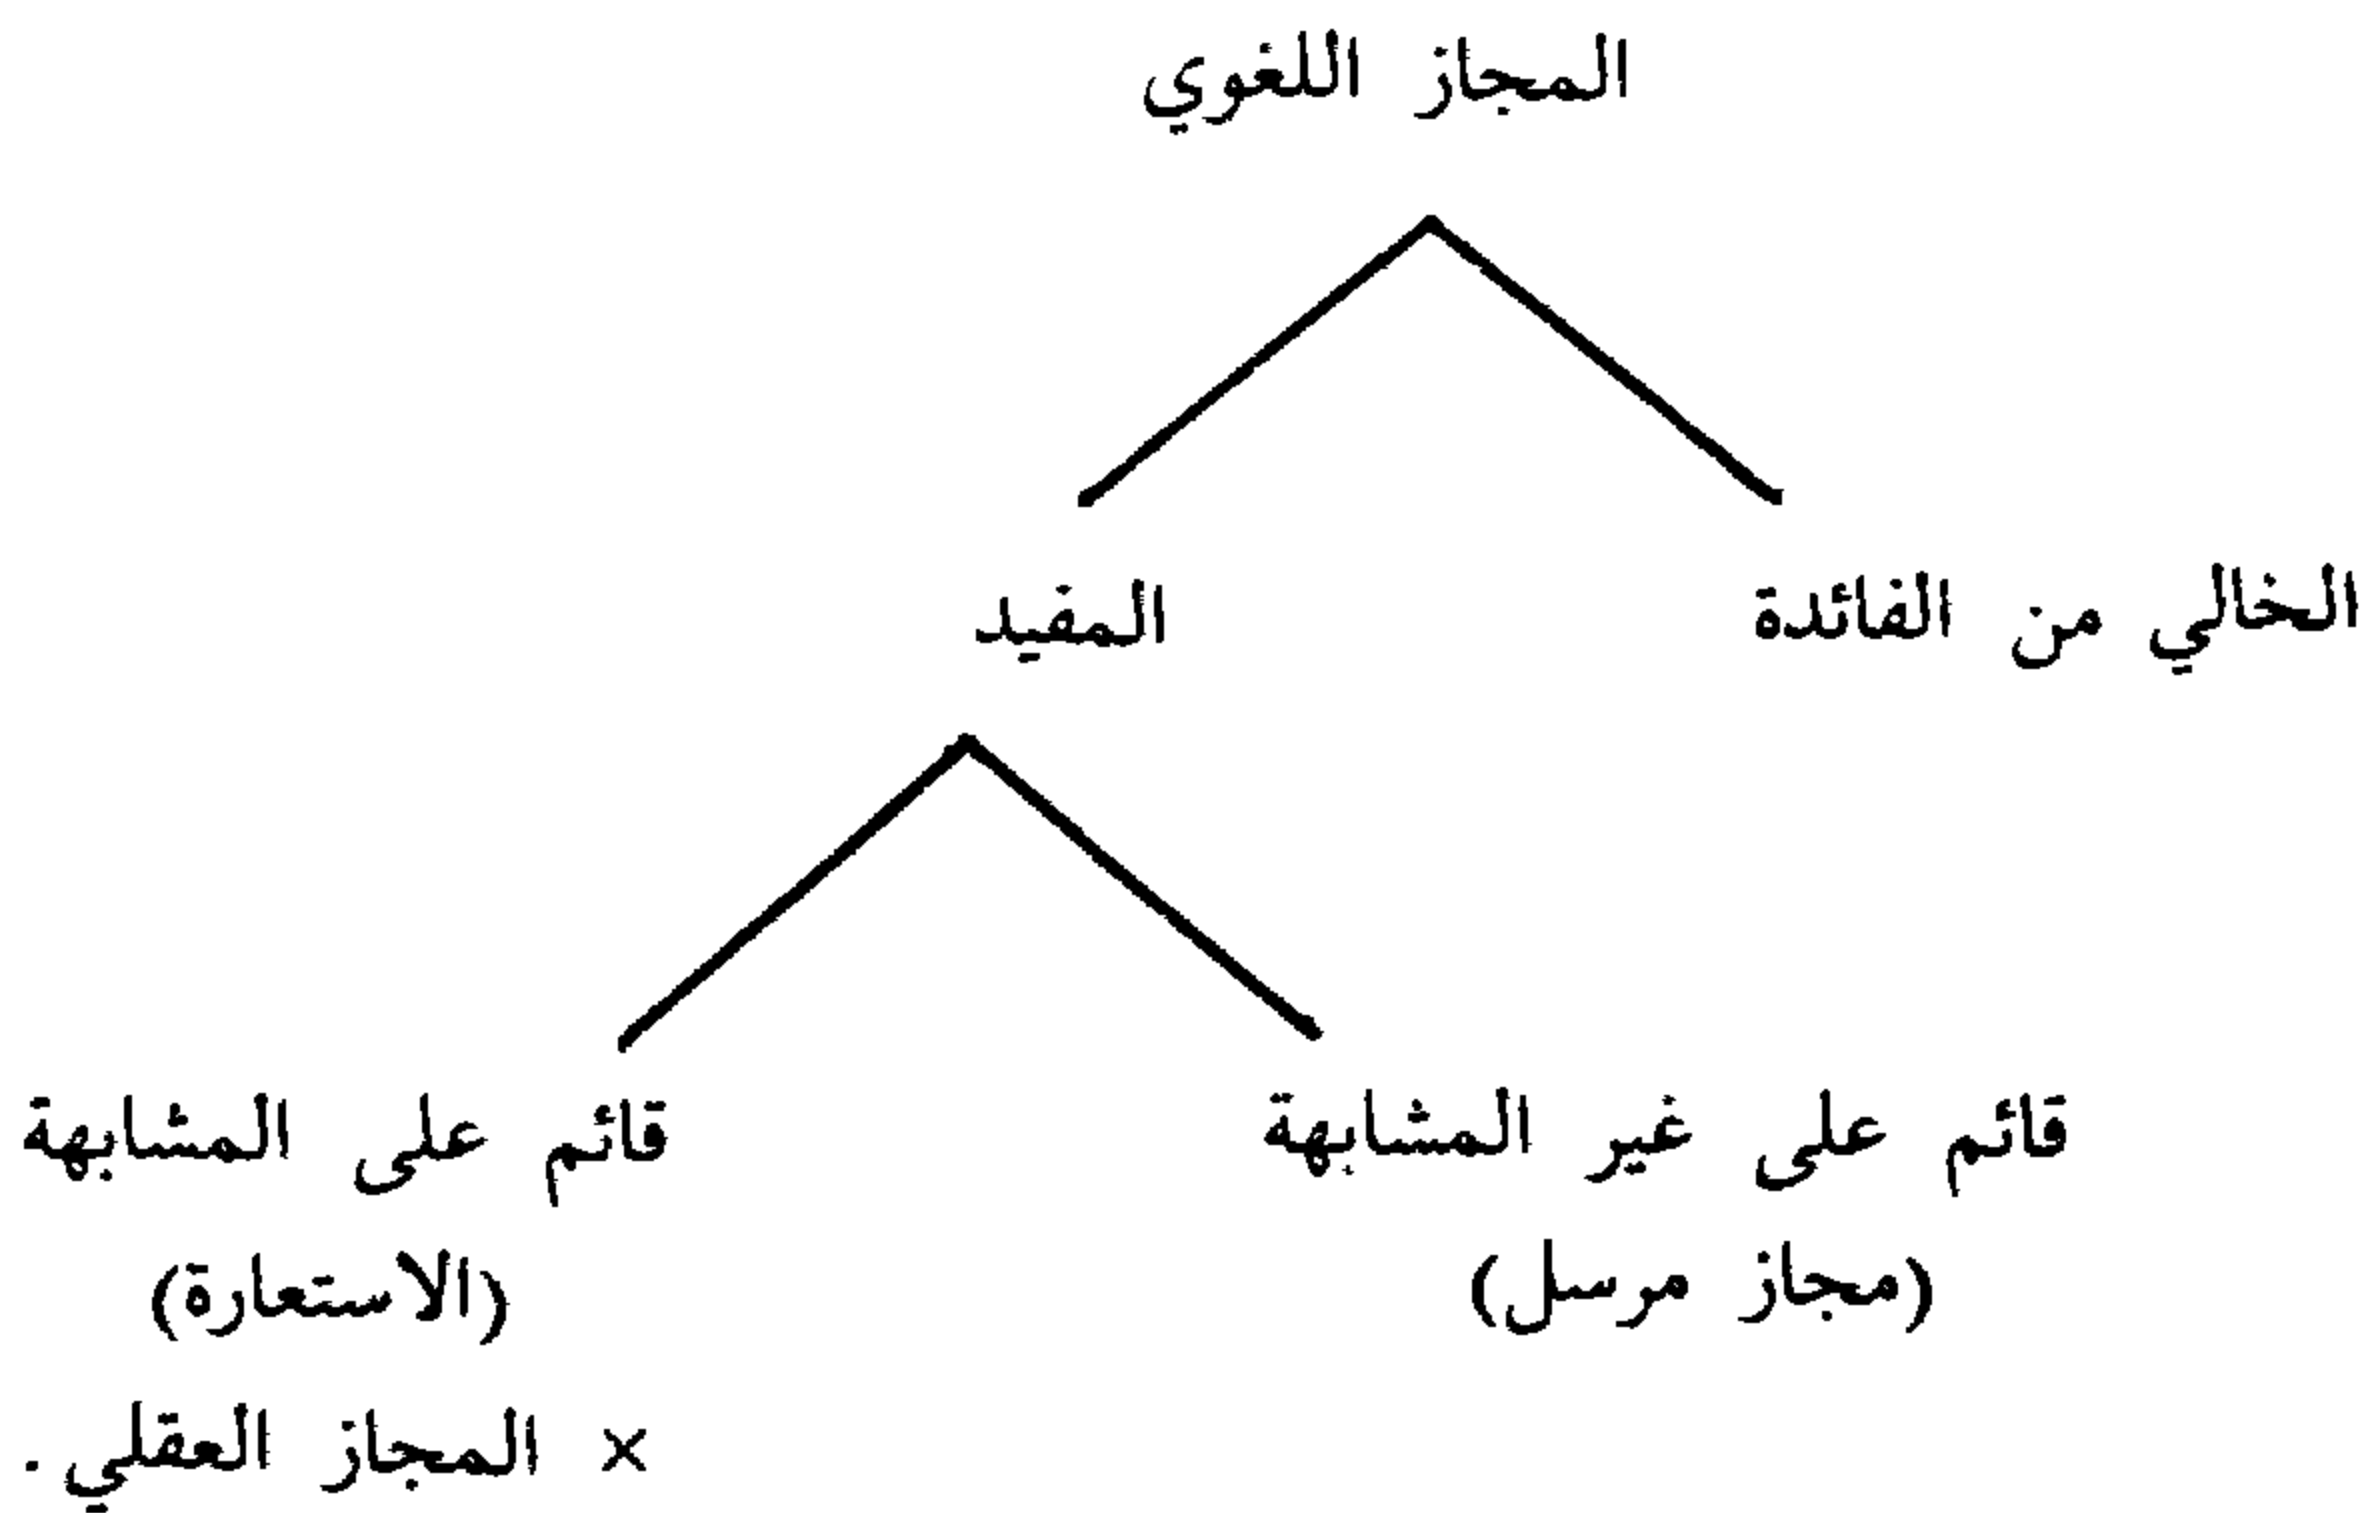 المجاز اللغوي
الخالي من الفائدة
المفيد
قائم على غير المشابهة
(مجاز مرسل)
قائم على المشابهة
(الاستعارة)
× المجاز العقلي.